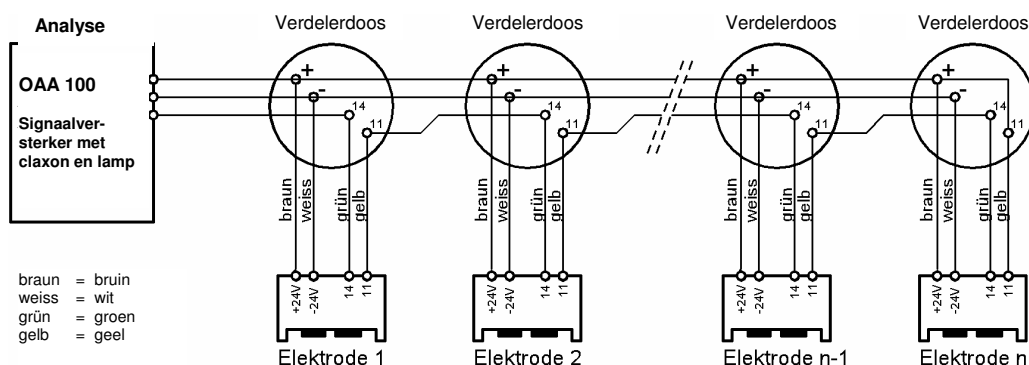 Analyse
Verdelerdoos Verdelerdoos Verdelerdoos Verdelerdoos
OAA 100
Signaalver-
sterker met
claxon en lamp
+ - 14 11
+ - 14 11
+ - 14 11
+ - 14 11
braun weiss grün gelb
braun weiss grün gelb
braun weiss grün gelb
braun weiss grün gelb
braun = bruin
weiss = wit
grün = groen
gelb = geel
+24V -24V 14 11
+24V -24V 14 11
+24V -24V 14 11
+24V -24V 14 11
Elektrode 1 Elektrode 2 Elektrode n-1 Elektrode n